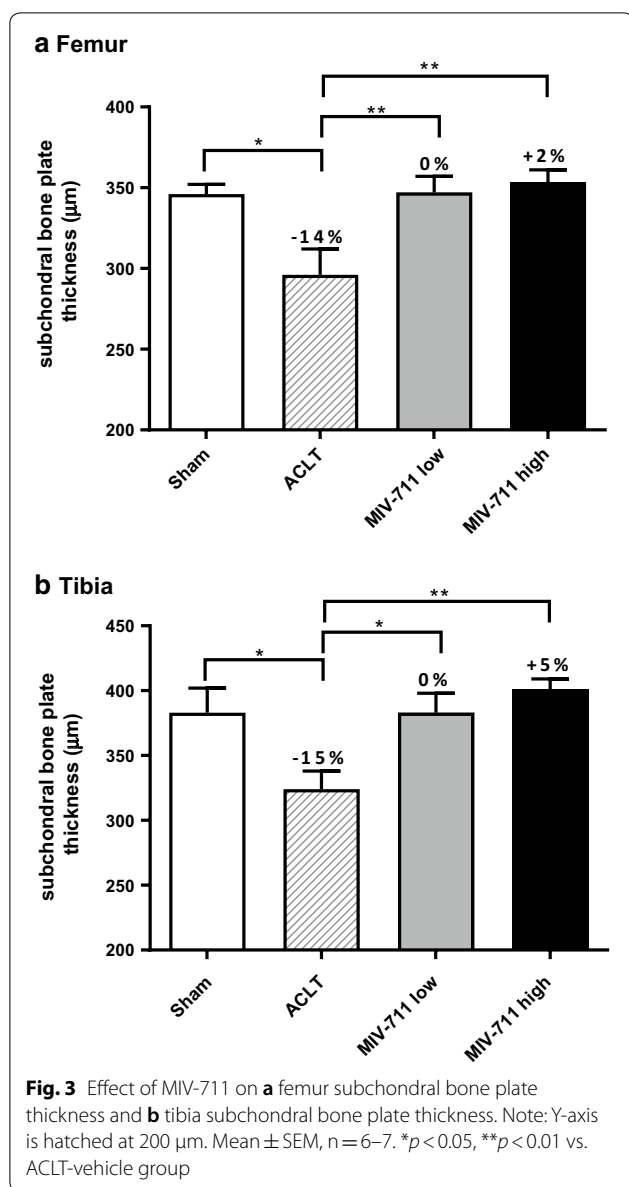 a Femur
**
**
*
+2%
0%
-14%
400
350
300
250
200
subchondral bone plate
thickness (µm)
Sham
ACLT
MIV-711 low
MIV-711 high
b Tibia
**
*
*
+5%
0%
-15%
450
400
350
300
250
200
subchondral bone plate
thickness (µm)
Sham
ACLT
MIV-711 low
MIV-711 high
Fig. 3 Effect of MIV-711 on a femur subchondral bone plate
thickness and b tibia subchondral bone plate thickness. Note: Y-axis
is hatched at 200 µm. Mean ± SEM, n = 6–7. *p < 0.05, **p < 0.01 vs.
ACLT-vehicle group